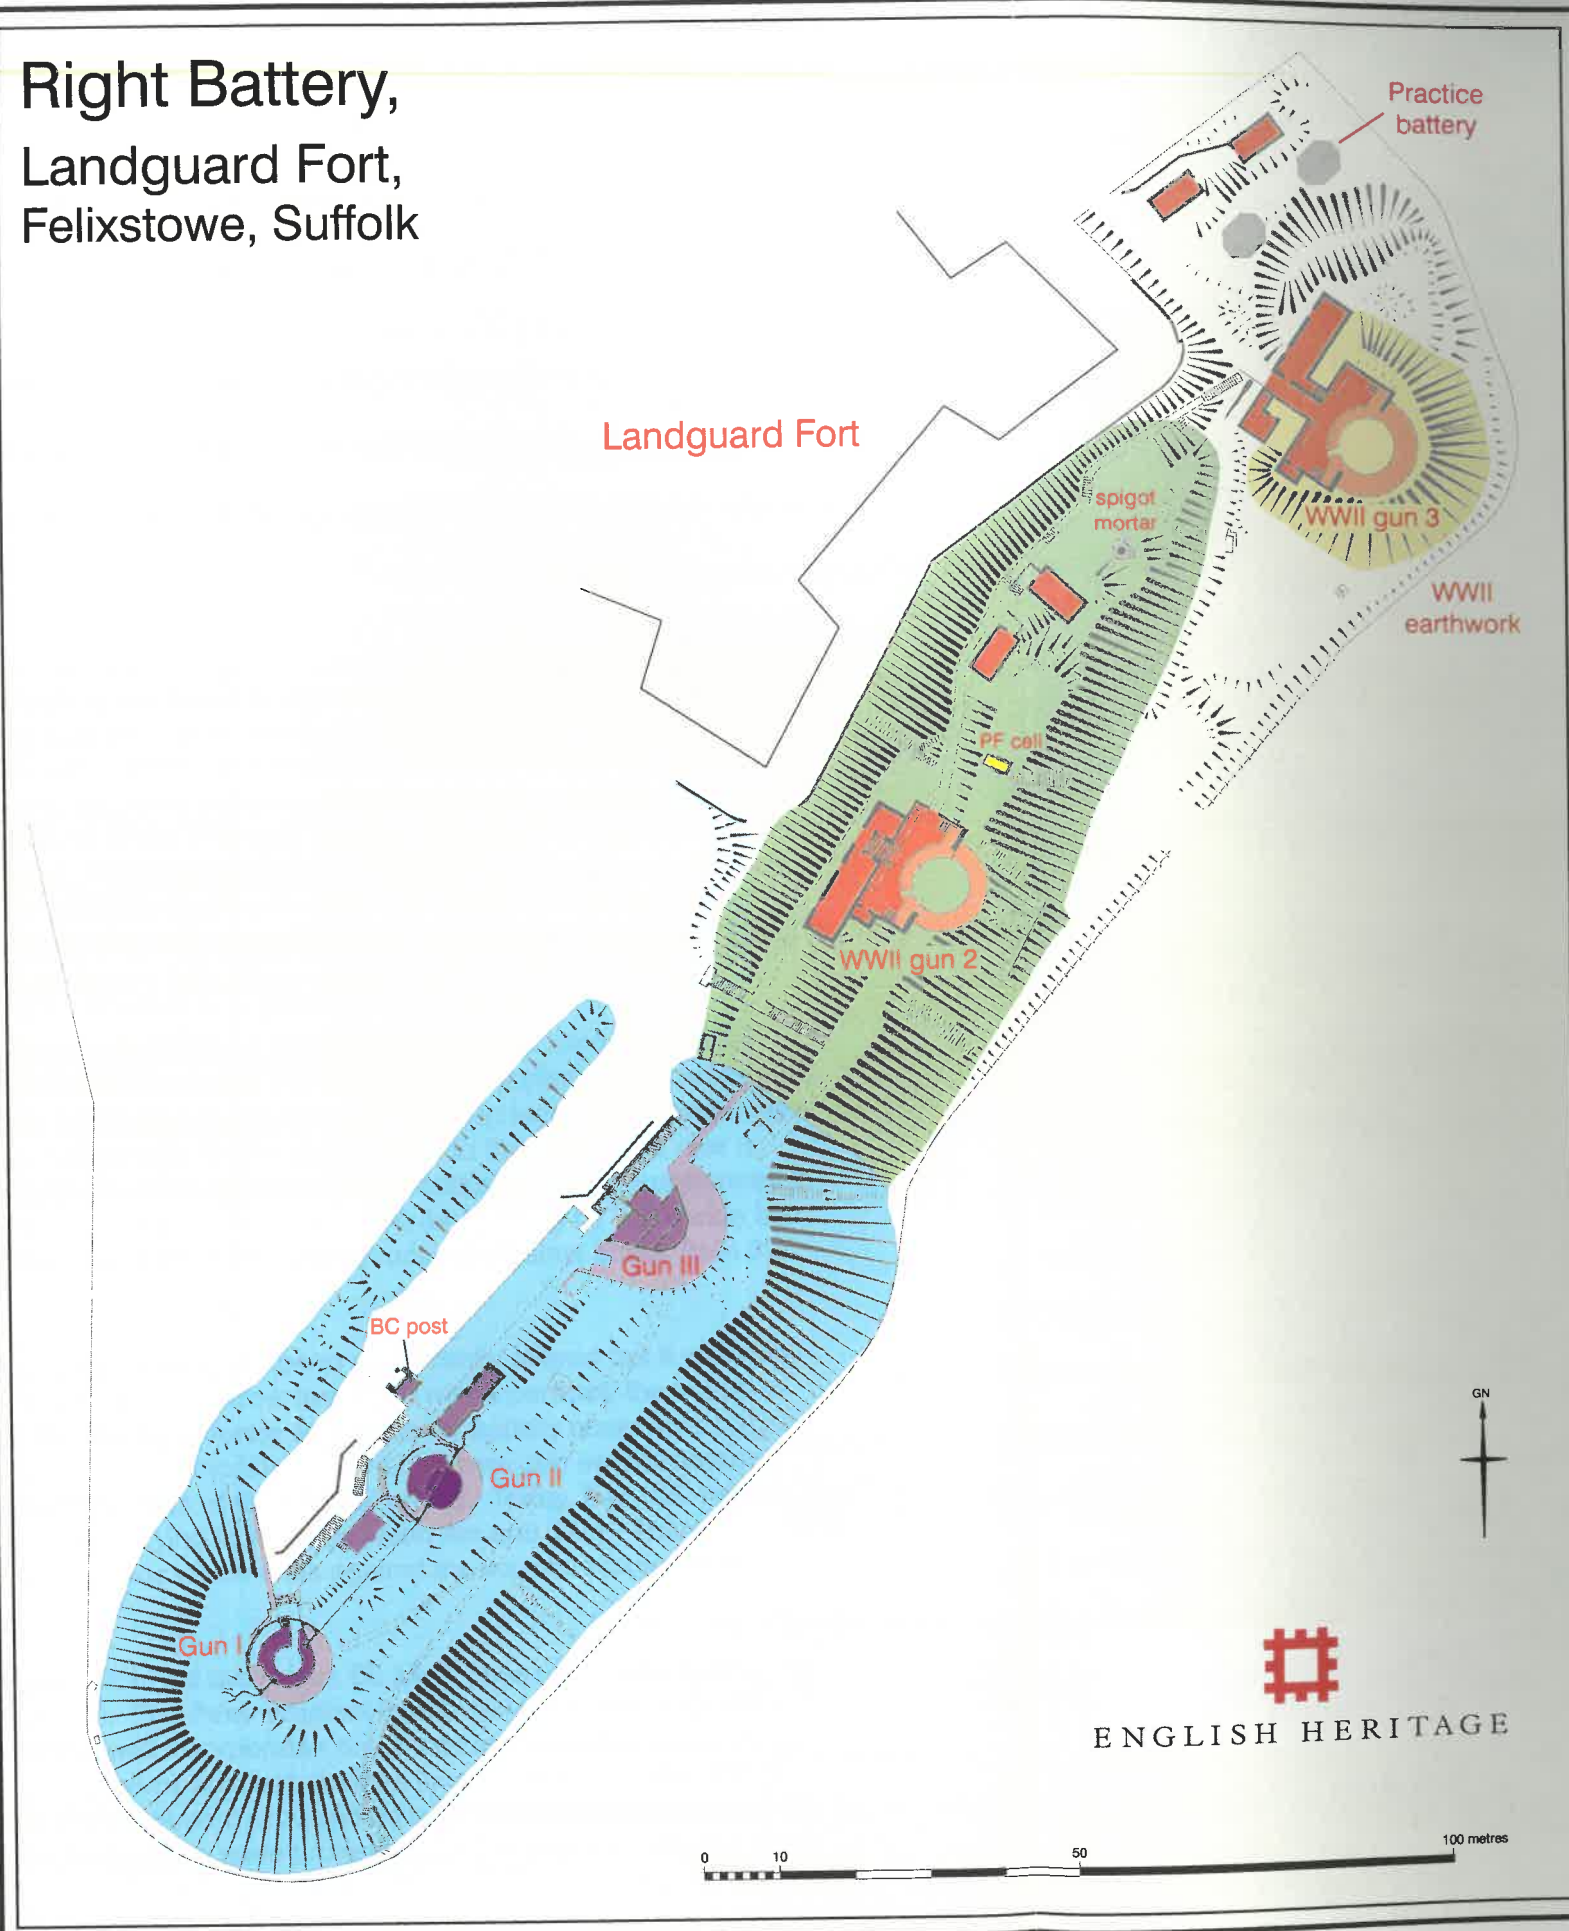 Right Battery,
Landguard Fort,
Felixstowe, Suffolk
Practice
battery
Landguard Fort
spigot
mortar
WWII gun 3
WWII
earthwork
PF cell
WWII gun 2
Gun III
BC post
Gun II
Gun I
GN
ENGLISH HERITAGE
0 10 50 100 metres